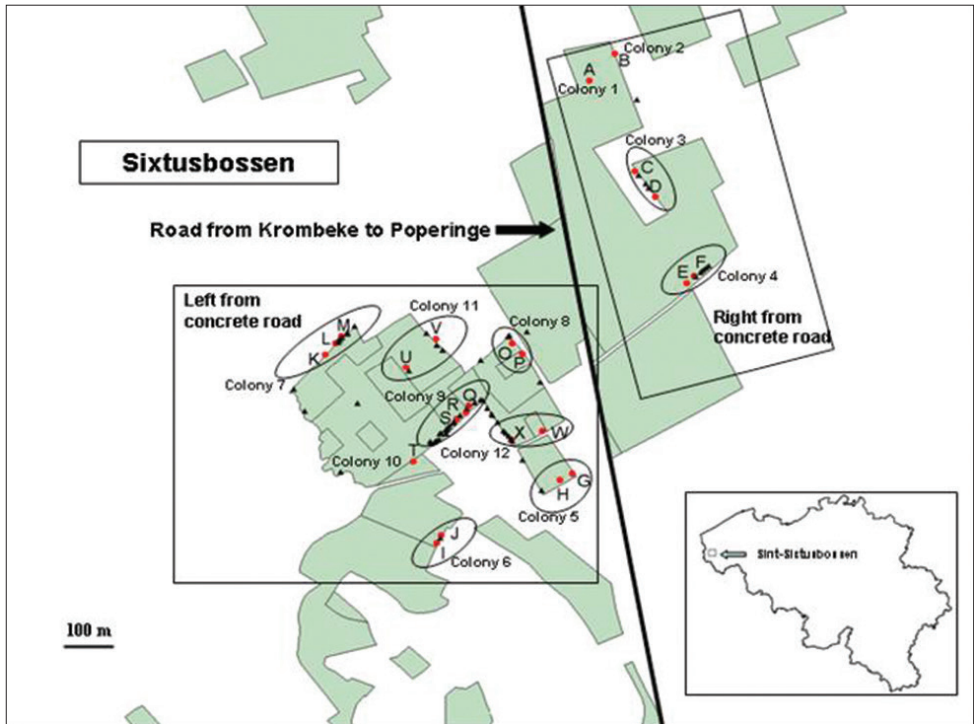 Colony 2
B
A
Colony 1
Sixtusbossen
Colony 3
C
D
Road from Krombeke to Poperinge
F
E
Colony 4
Left from
concrete road
Colony 11
Right from
concrete road
M
L
K
V
Colony 8
O
P
U
Colony 7
Colony 9
Q
R
S
X
W
T
Colony 10
Colony 12
G
H
Colony 5
J
I
Colony 6
Sint-Sixtusbossen
100 m